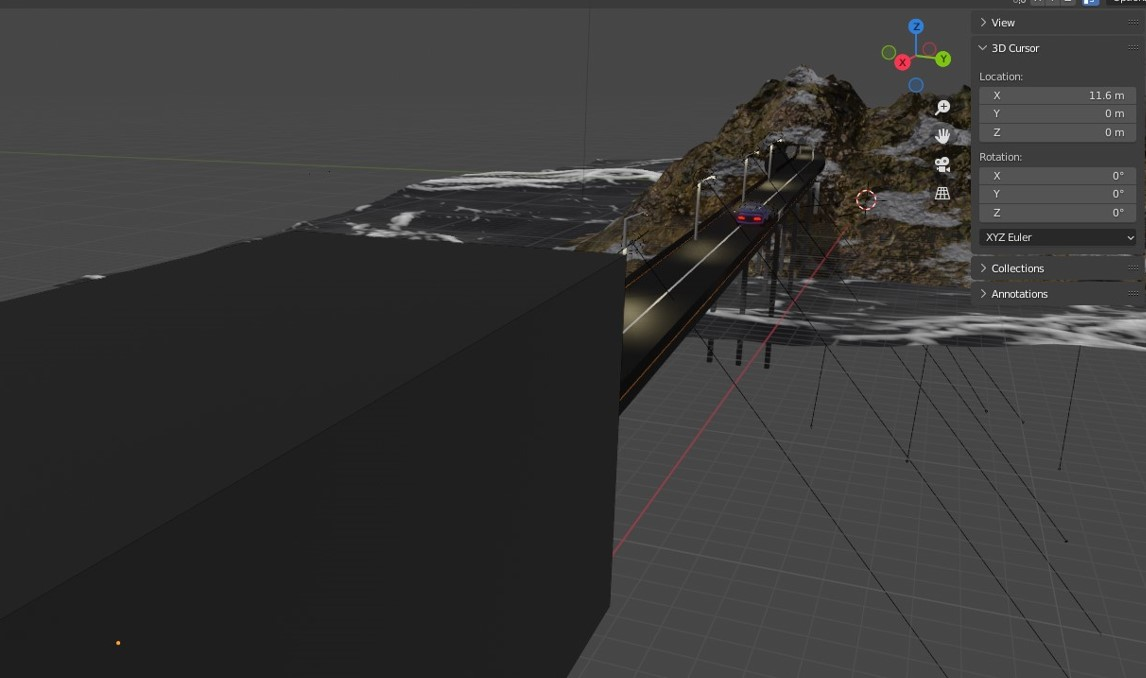 Z
X
Y
View
3D Cursor
Location:
X 11.6 m
Y 0 m
Z 0 m
Rotation:
X 0°
Y 0°
Z 0°
XYZ Euler
Collections
Annotations